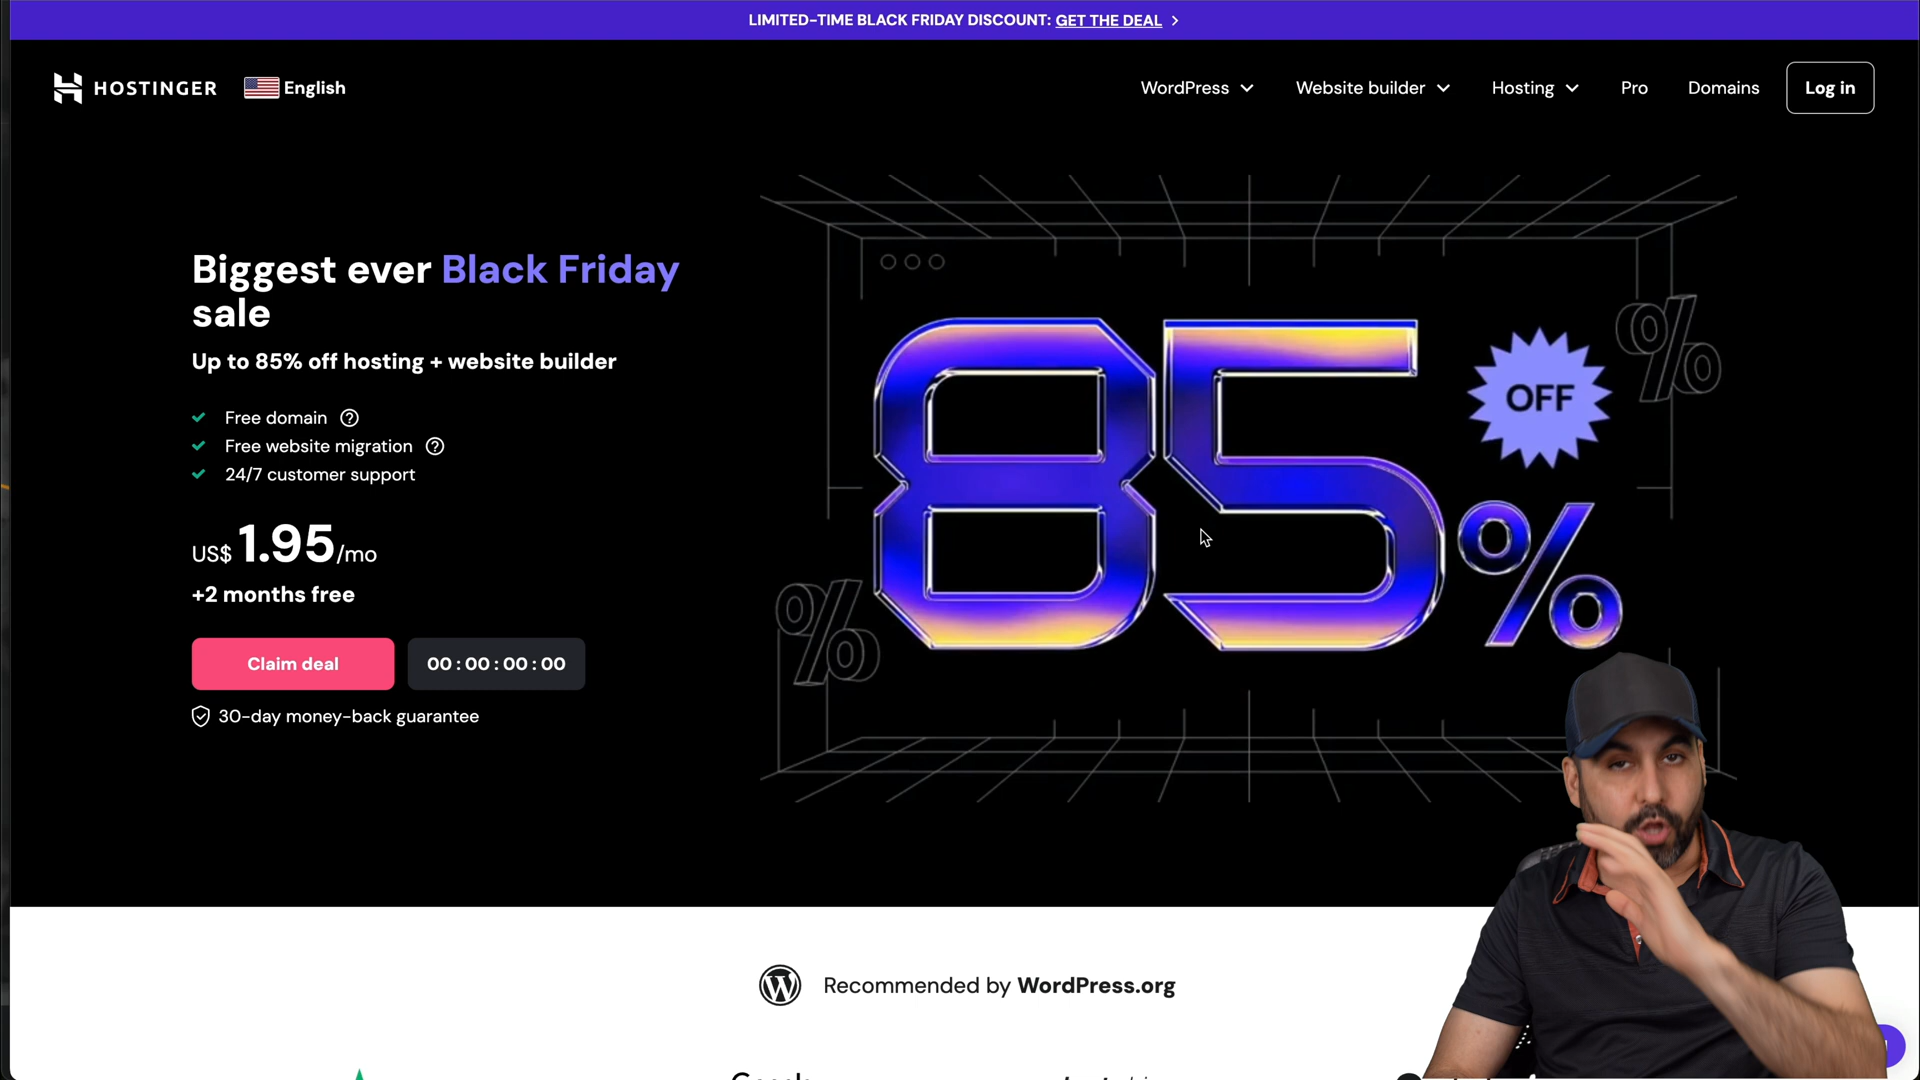 LIMITED-TIME BLACK FRIDAY DISCOUNT: GET THE DEAL
HOSTINGER
English
WordPress
Website builder
Hosting
Pro
Domains
Log in
Biggest ever Black Friday
sale
Up to 85% off hosting + website builder
Free domain
Free website migration
24/7 customer support
US$ 1.95/mo
+2 months free
Claim deal
00 : 00 : 00 : 00
30-day money-back guarantee
85%
OFF
%
%
Recommended by WordPress.org